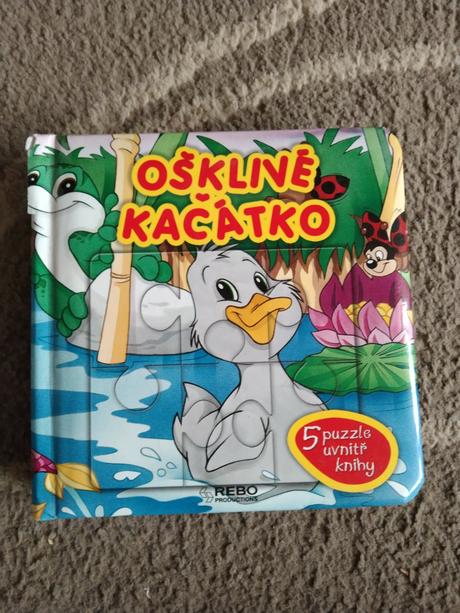 OŠKLIVÉ
KAČÁTKO
5 puzzle
uvnitř
knihy
REBO
PRODUCTIONS